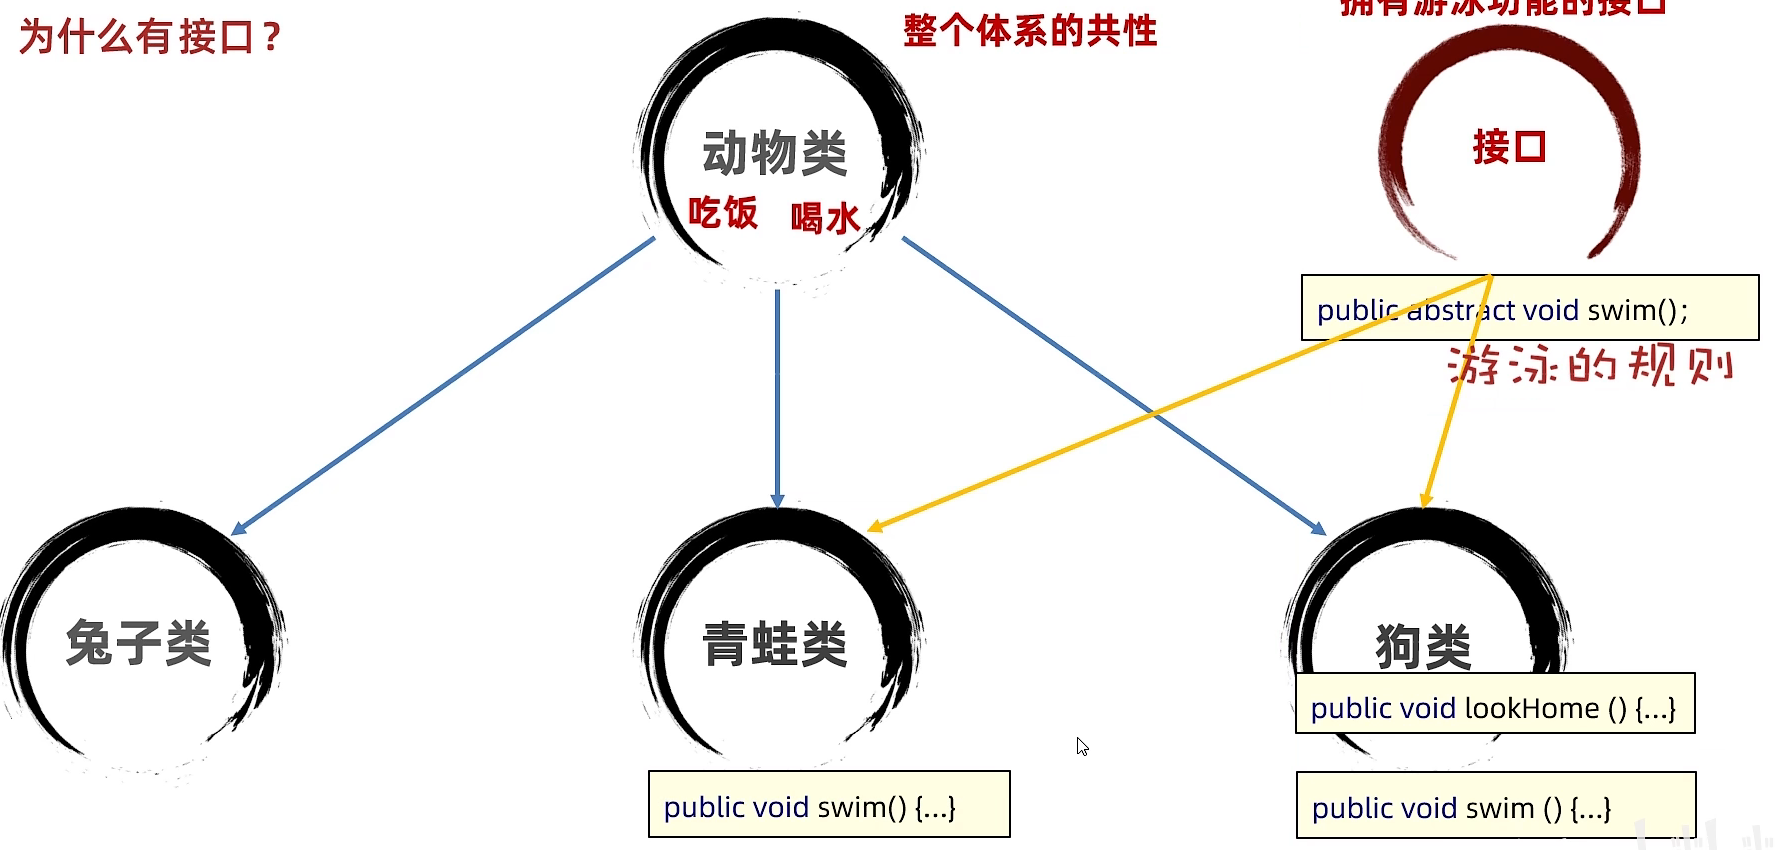 为什么有接口？
整个体系的共性
拥有游泳功能的接口
动物类
吃饭 喝水
接口
public abstract void swim();
游泳的规则
兔子类
青蛙类
狗类
public void lookHome () {...}
public void swim() {...}
public void swim () {...}